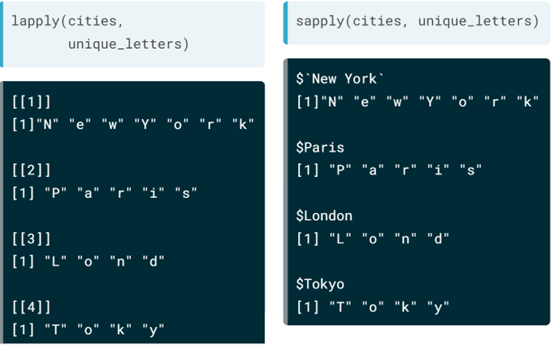 lapply(cities,
unique_letters)
[[1]]
[1]"N" "e" "w" "Y" "o" "r" "k"
[[2]]
[1] "P" "a" "r" "i" "s"
[[3]]
[1] "L" "o" "n" "d"
[[4]]
[1] "T" "o" "k" "y"
sapply(cities, unique_letters)
$`New York`
[1]"N" "e" "w" "Y" "o" "r" "k"
$Paris
[1] "P" "a" "r" "i" "s"
$London
[1] "L" "o" "n" "d"
$Tokyo
[1] "T" "o" "k" "y"